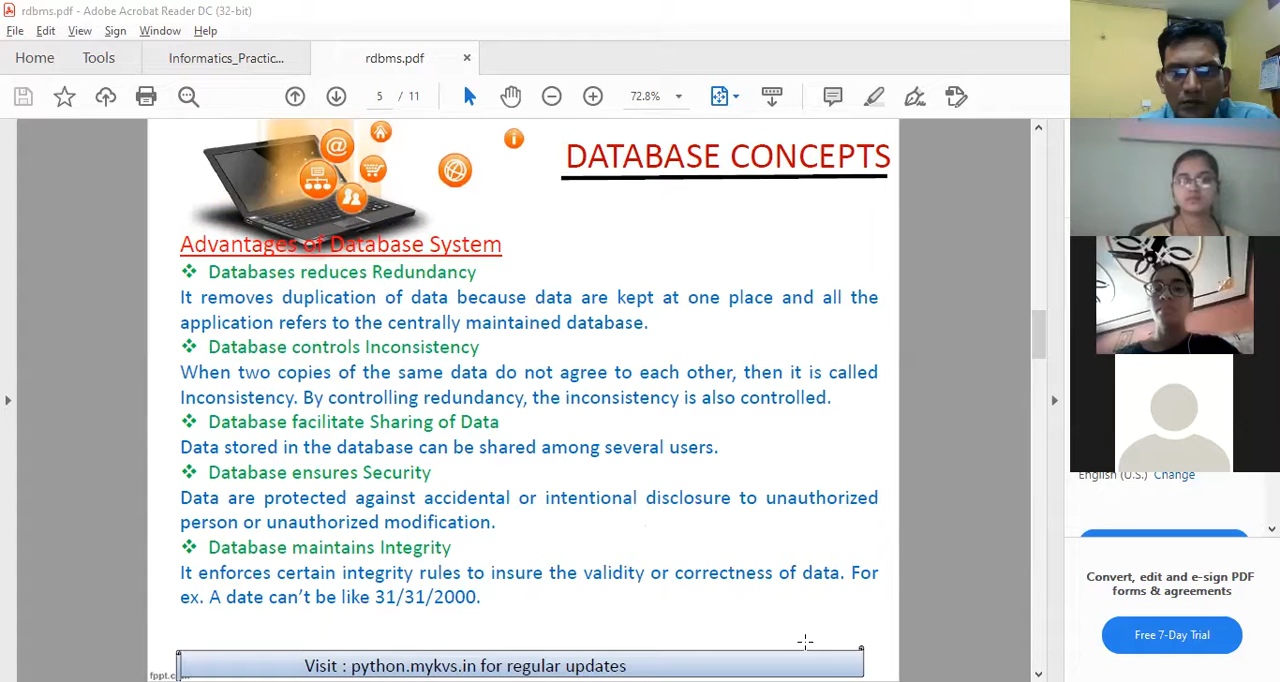 rdbms.pdf - Adobe Acrobat Reader DC (32-bit)
File Edit View Sign Window Help
Home Tools Informatics_Practic... rdbms.pdf ×
5 / 11 72.8%
DATABASE CONCEPTS
Advantages of Database System
❖ Databases reduces Redundancy
It removes duplication of data because data are kept at one place and all the
application refers to the centrally maintained database.
❖ Database controls Inconsistency
When two copies of the same data do not agree to each other, then it is called
Inconsistency. By controlling redundancy, the inconsistency is also controlled.
❖ Database facilitate Sharing of Data
Data stored in the database can be shared among several users.
❖ Database ensures Security
Data are protected against accidental or intentional disclosure to unauthorized
person or unauthorized modification.
❖ Database maintains Integrity
It enforces certain integrity rules to insure the validity or correctness of data. For
ex. A date can’t be like 31/31/2000.
Visit : python.mykvs.in for regular updates
English (U.S.) Change
Convert, edit and e-sign PDF
forms & agreements
Free 7-Day Trial